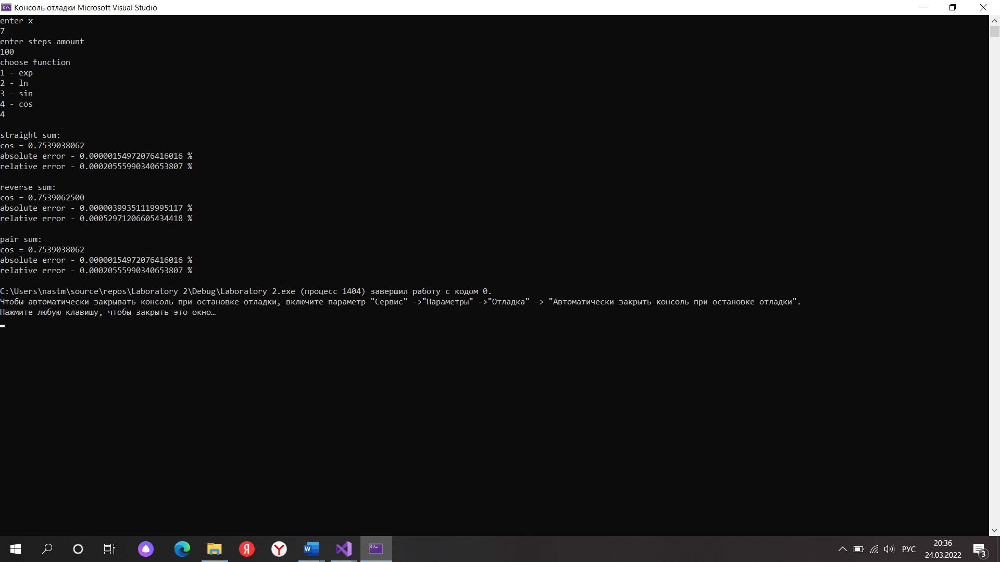 Консоль отладки Microsoft Visual Studio
enter x
7
enter steps amount
100
choose function
1 - exp
2 - ln
3 - sin
4 - cos
4
straight sum:
cos = 0.7539038062
absolute error - 0.00000154972076416016 %
relative error - 0.00020555990340653807 %
reverse sum:
cos = 0.7539062500
absolute error - 0.00000399351119995117 %
relative error - 0.00052971206605434418 %
pair sum:
cos = 0.7539038062
absolute error - 0.00000154972076416016 %
relative error - 0.00020555990340653807 %
C:\Users\nastm\source\repos\Laboratory 2\Debug\Laboratory 2.exe (процесс 1404) завершил работу с кодом 0.
Чтобы автоматически закрывать консоль при остановке отладки, включите параметр "Сервис" ->"Параметры" ->"Отладка" -> "Автоматически закрыть консоль при остановке отладки".
Нажмите любую клавишу, чтобы закрыть это окно…
РУС
20:36
24.03.2022
3